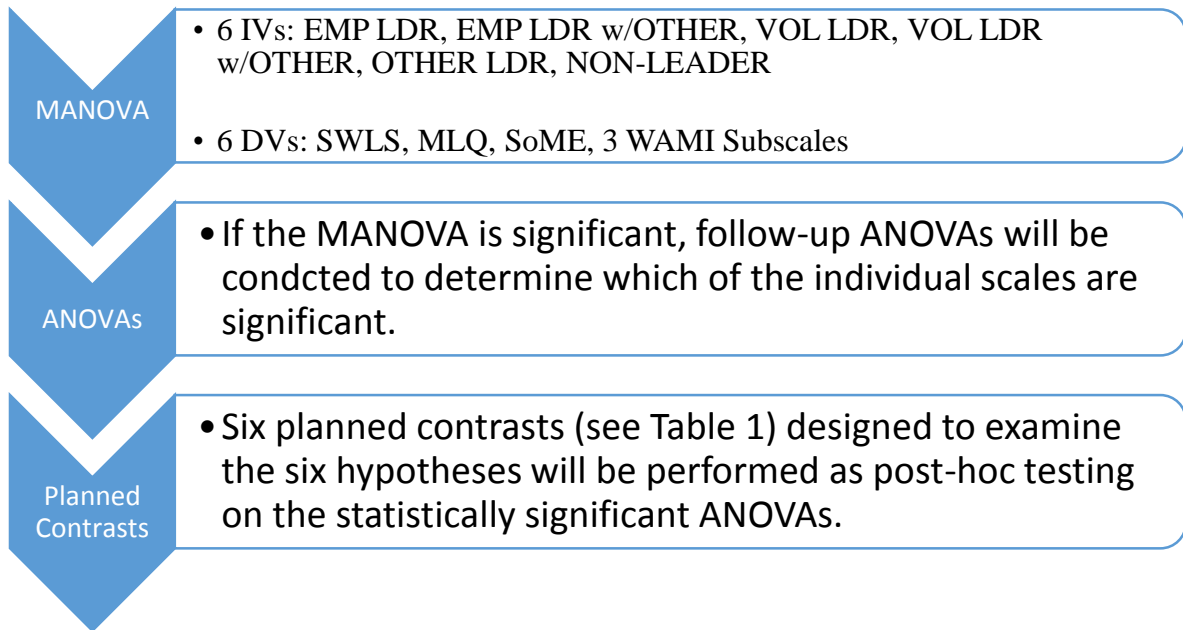 MANOVA
• 6 IVs: EMP LDR, EMP LDR w/OTHER, VOL LDR, VOL LDR
w/OTHER, OTHER LDR, NON-LEADER
• 6 DVs: SWLS, MLQ, SoME, 3 WAMI Subscales
ANOVAs
• If the MANOVA is significant, follow-up ANOVAs will be
condcted to determine which of the individual scales are
significant.
Planned
Contrasts
• Six planned contrasts (see Table 1) designed to examine
the six hypotheses will be performed as post-hoc testing
on the statistically significant ANOVAs.